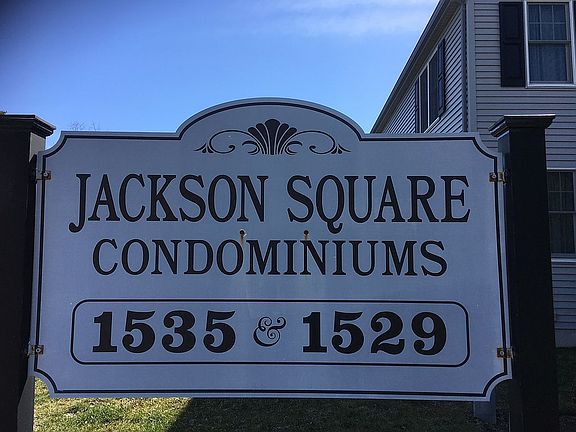 JACKSON SQUARE
CONDOMINIUMS
1535 & 1529